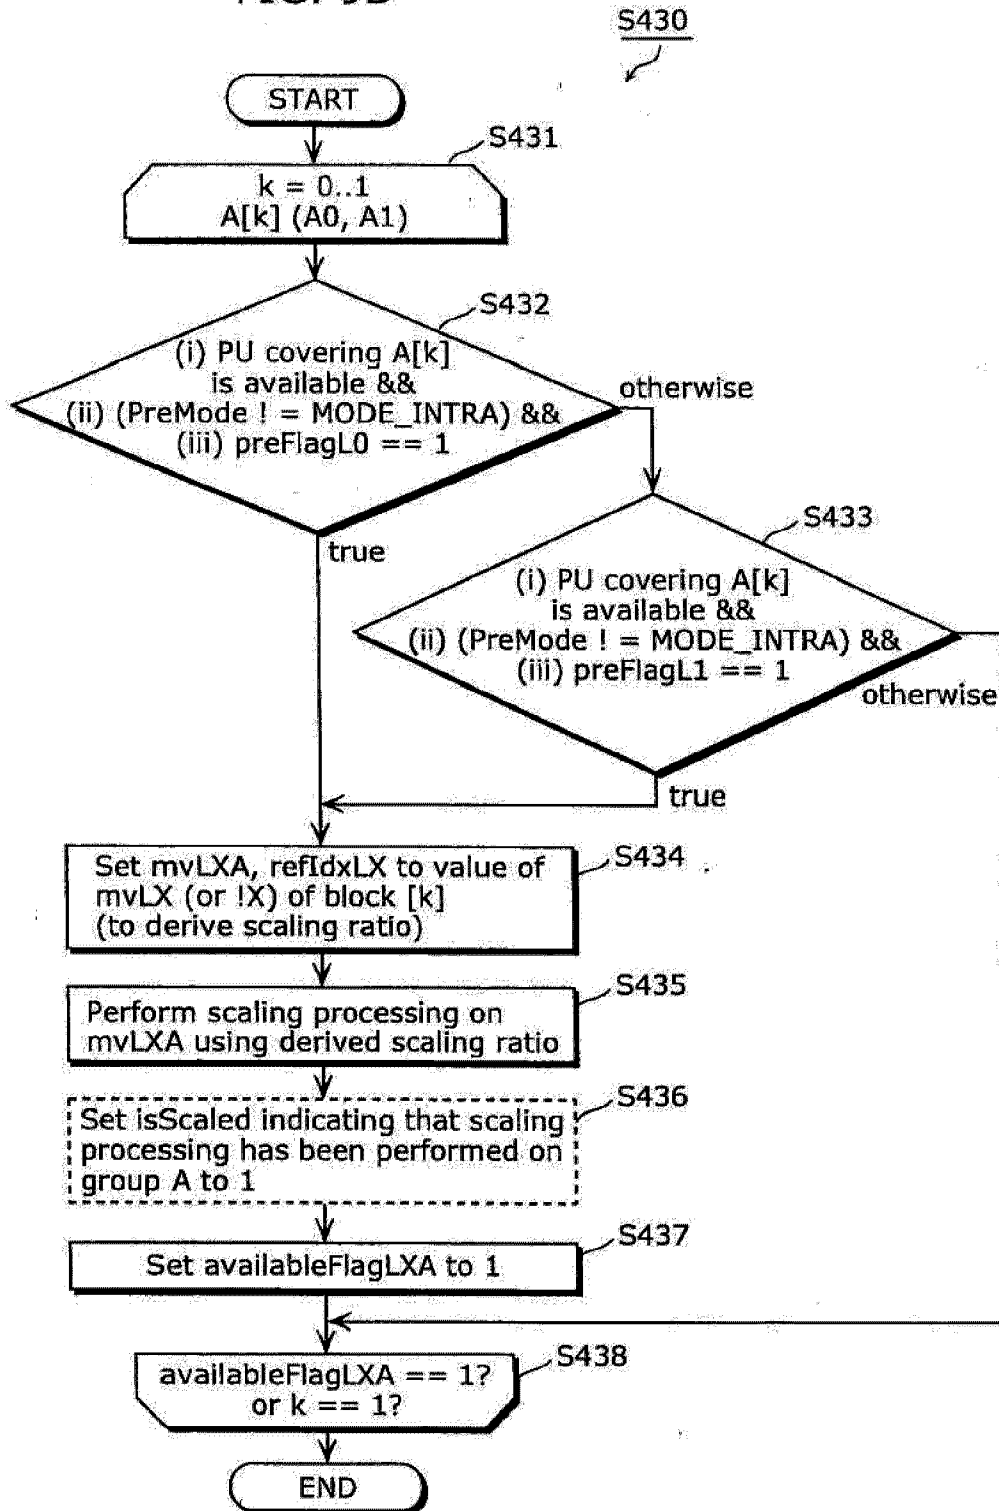 S430
START
S431
k = 0..1
A[k] (A0, A1)
S432
(i) PU covering A[k]
is available &&
(ii) (PreMode ! = MODE_INTRA) &&
(iii) preFlagL0 == 1
otherwise
true
S433
(i) PU covering A[k]
is available &&
(ii) (PreMode ! = MODE_INTRA) &&
(iii) preFlagL1 == 1
otherwise
true
S434
Set mvLXA, refIdxLX to value of
mvLX (or !X) of block [k]
(to derive scaling ratio)
S435
Perform scaling processing on
mvLXA using derived scaling ratio
S436
Set isScaled indicating that scaling
processing has been performed on
group A to 1
S437
Set availableFlagLXA to 1
S438
availableFlagLXA == 1?
or k == 1?
END